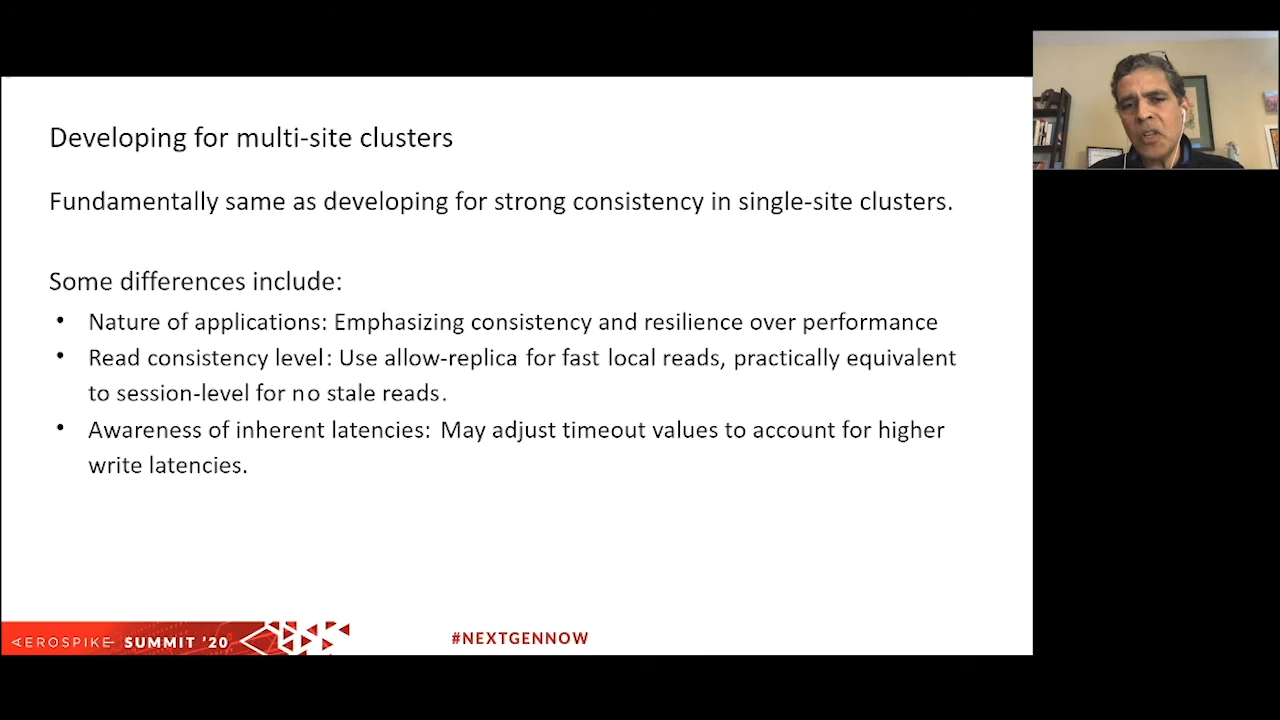 Developing for multi-site clusters
Fundamentally same as developing for strong consistency in single-site clusters.
Some differences include:
• Nature of applications: Emphasizing consistency and resilience over performance
• Read consistency level: Use allow-replica for fast local reads, practically equivalent
to session-level for no stale reads.
• Awareness of inherent latencies: May adjust timeout values to account for higher
write latencies.
AEROSPIKE SUMMIT '20
#NEXTGENNOW